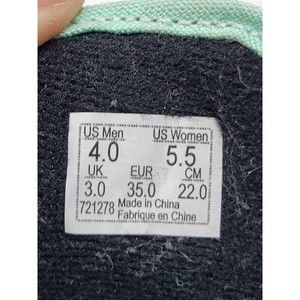 US Men US Women
4.0 5.5
UK EUR CM
3.0 35.0 22.0
721278 Made in China
Fabrique en Chine